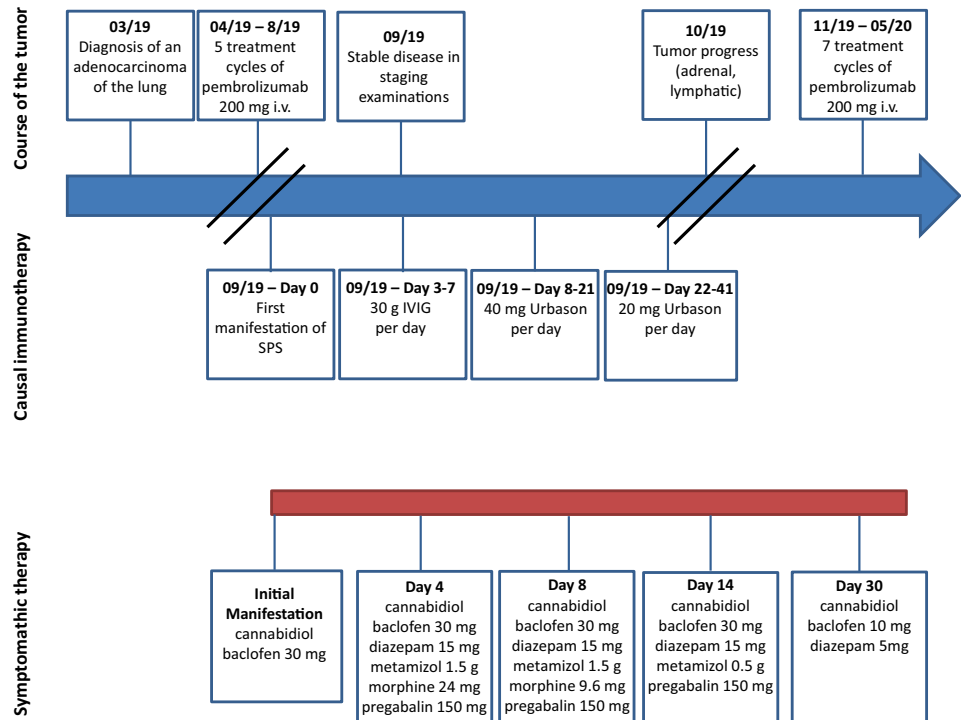 Course of the tumor
03/19
Diagnosis of an
adenocarcinoma
of the lung
04/19 – 8/19
5 treatment
cycles of
pembrolizumab
200 mg i.v.
09/19
Stable disease in
staging
examinations
10/19
Tumor progress
(adrenal,
lymphatic)
11/19 – 05/20
7 treatment
cycles of
pembrolizumab
200 mg i.v.
Causal immunotherapy
09/19 – Day 0
First
manifestation of
SPS
09/19 – Day 3-7
30 g IVIG
per day
09/19 – Day 8-21
40 mg Urbason
per day
09/19 – Day 22-41
20 mg Urbason
per day
Symptomathic therapy
Initial
Manifestation
cannabidiol
baclofen 30 mg
Day 4
cannabidiol
baclofen 30 mg
diazepam 15 mg
metamizol 1.5 g
morphine 24 mg
pregabalin 150 mg
Day 8
cannabidiol
baclofen 30 mg
diazepam 15 mg
metamizol 1.5 g
morphine 9.6 mg
pregabalin 150 mg
Day 14
cannabidiol
baclofen 30 mg
diazepam 15 mg
metamizol 0.5 g
pregabalin 150 mg
Day 30
cannabidiol
baclofen 10 mg
diazepam 5mg